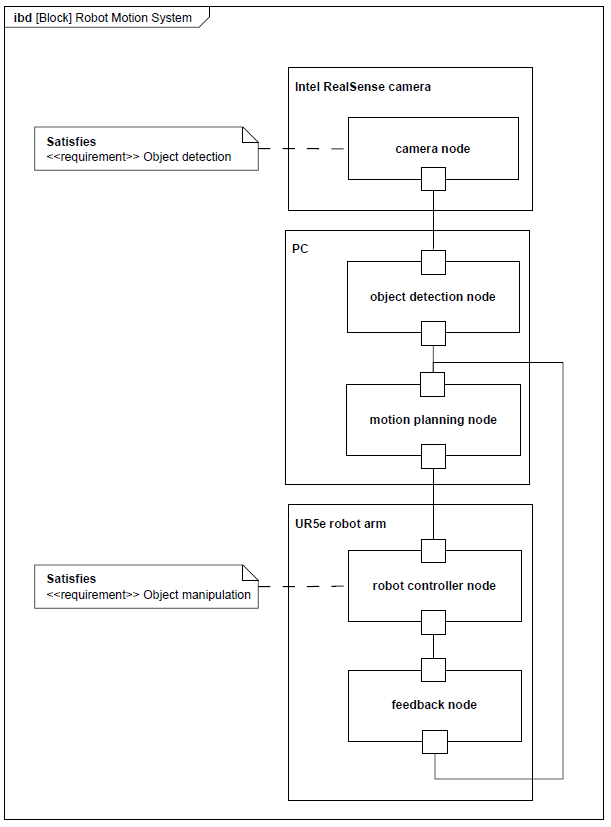 ibd [Block] Robot Motion System
Intel RealSense camera
Satisfies
<<requirement>> Object detection
camera node
PC
object detection node
motion planning node
UR5e robot arm
Satisfies
<<requirement>> Object manipulation
robot controller node
feedback node